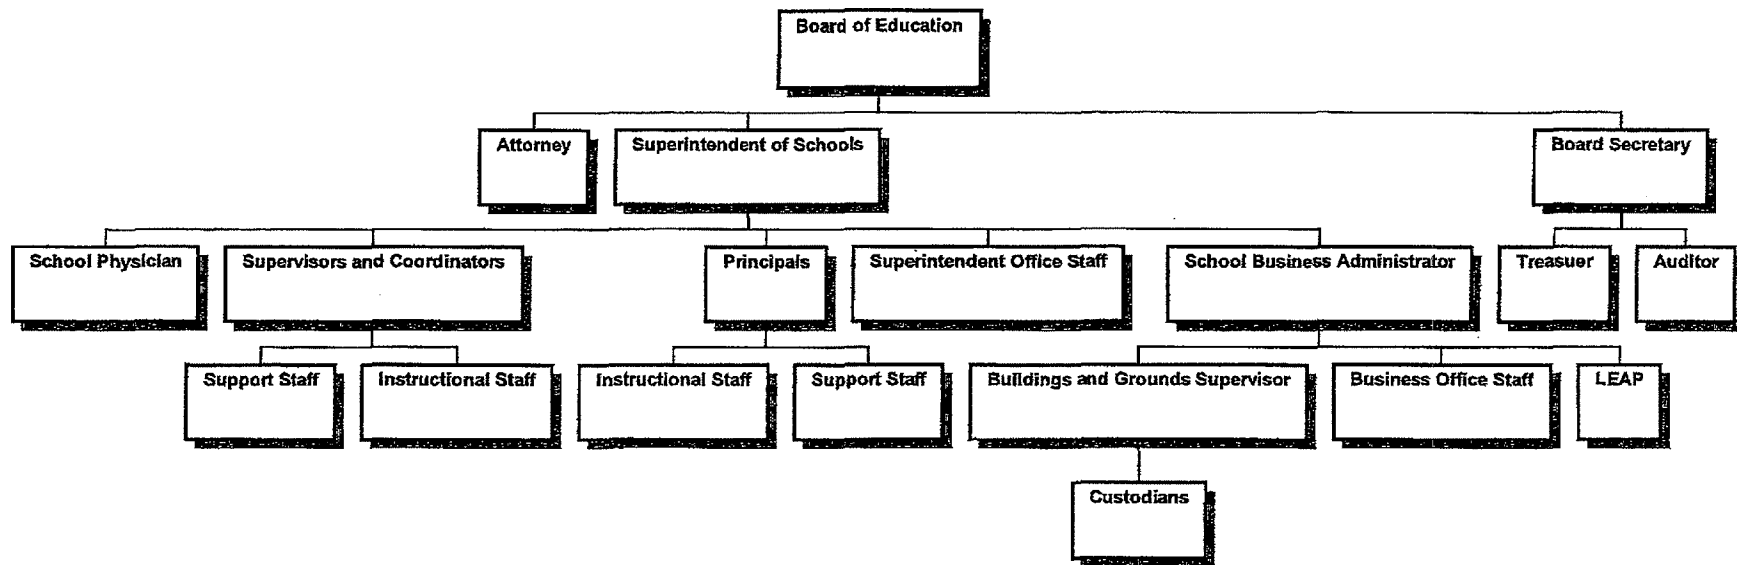 Board of Education
Attorney
Superintendent of Schools
Board Secretary
School Physician
Supervisors and Coordinators
Principals
Superintendent Office Staff
School Business Administrator
Treasuer
Auditor
Support Staff
Instructional Staff
Instructional Staff
Support Staff
Buildings and Grounds Supervisor
Business Office Staff
LEAP
Custodians